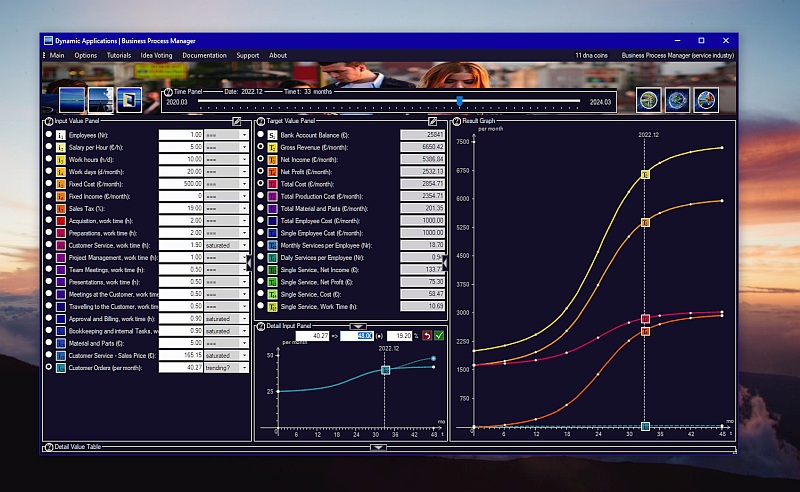 Dynamic Applications | Business Process Manager
Main Options Tutorials Idea Voting Documentation Support About 11 dna coins Business Process Manager (service industry)
Time Panel Date: 2022.12 Time t: 33 months
2020.03 2024.03
Input Value Panel
Employees (Nr): 1.00 ===
Salary per Hour (€/h): 5.00 ===
Work hours (h/d): 10.00 ===
Work days (d/month): 20.00 ===
Fixed Cost (€/month): 500.00 ===
Fixed Income (€/month): 0 ===
Sales Tax (%): 19.00 ===
Acquisition, work time (h): 2.00 ===
Preparations, work time (h): 2.00 ===
Customer Service, work time (h): 1.90 saturated
Project Management, work time (h): 1.00 ===
Team Meetings, work time (h): 0.50 ===
Presentations, work time (h): 0.50 ===
Meetings at the Customer, work time 0.50 ===
Travelling to the Customer, work time 0.50 ===
Approval and Billing, work time (h): 0.90 saturated
Bookkeeping and internal Tasks, w 0.90 saturated
Material and Parts (€): 5.00 ===
Customer Service - Sales Price (€): 165.15 saturated
Customer Orders (per month): 40.27 trending?
Target Value Panel
Bank Account Balance (€): 25841
Gross Revenue (€/month): 6650.42
Net Income (€/month): 5386.84
Net Profit (€/month): 2532.13
Total Cost (€/month): 2854.71
Total Production Cost (€/month): 2354.71
Total Material and Parts (€/month): 201.35
Total Employee Cost (€/month): 1000.00
Single Employee Cost (€/month): 1000.00
Monthly Services per Employee (Nr): 18.70
Daily Services per Employee (Nr): 0.9
Single Service, Net Income (€): 133.7
Single Service, Net Profit (€): 75.30
Single Service, Cost (€): 58.47
Single Service, Work Time (h): 10.69
Detail Input Panel
40.27 => 48.00 (=) 19.20 %
per month
2022.12
50
25
0 6 12 18 24 30 36 42 48 t
mo
Result Graph
per month
2022.12
7500
6750
6000
5250
4500
3750
3000
2250
1500
750
0 6 12 18 24 30 36 42 48 t
mo
Detail Value Table